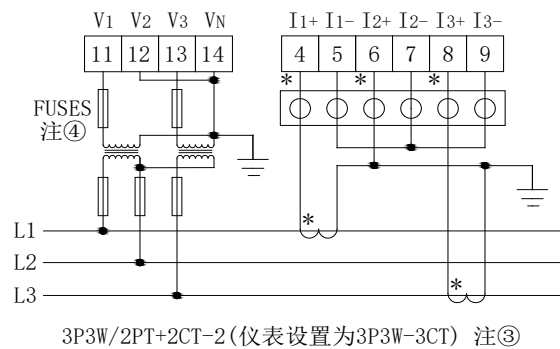 V1 V2 V3 VN I1+ I1- I2+ I2- I3+ I3-
11 12 13 14 4 5 6 7 8 9
* * *
FUSES
注④
*
L1
L2
*
L3
3P3W/2PT+2CT-2(仪表设置为3P3W-3CT) 注③